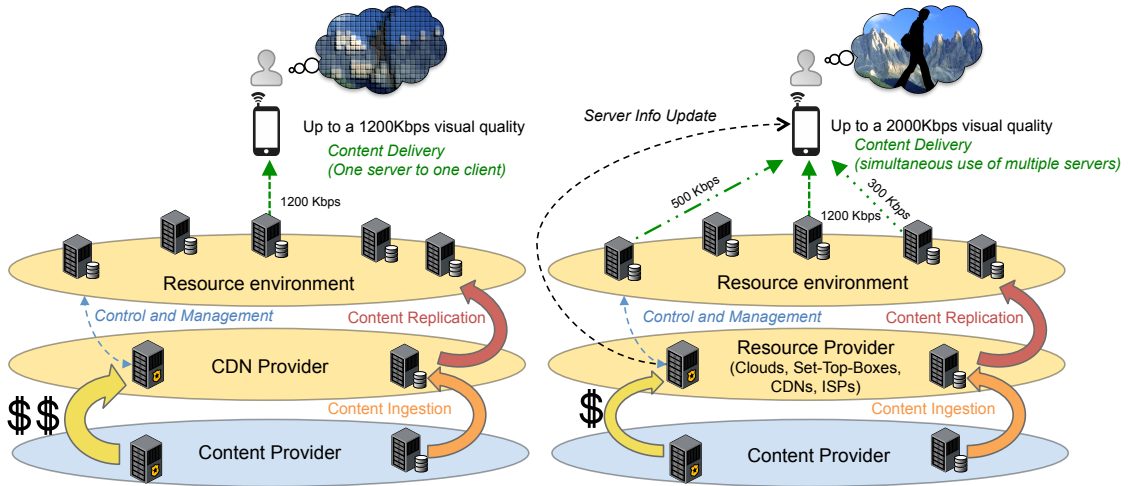 Up to a 1200Kbps visual quality
Content Delivery
(One server to one client)
1200 Kbps
Resource environment
Control and Management
Content Replication
CDN Provider
$$
Content Ingestion
Content Provider
Server Info Update
Up to a 2000Kbps visual quality
Content Delivery
(simultaneous use of multiple servers)
500 Kbps
1200 Kbps
300 Kbps
Resource environment
Control and Management
Content Replication
Resource Provider
(Clouds, Set-Top-Boxes,
CDNs, ISPs)
$
Content Ingestion
Content Provider